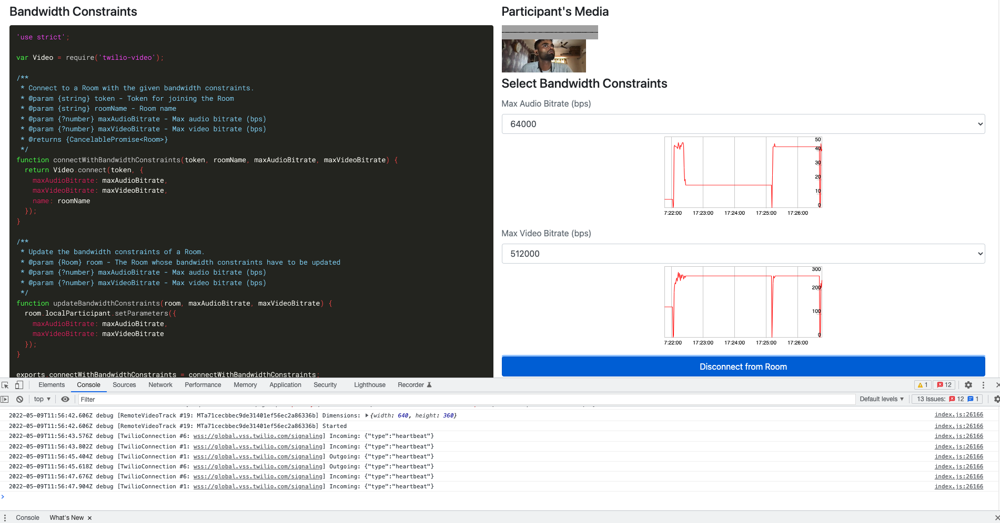 Bandwidth Constraints
'use strict';
var Video = require('twilio-video');
/**
 * Connect to a Room with the given bandwidth constraints.
 * @param {string} token - Token for joining the Room
 * @param {string} roomName - Room name
 * @param {?number} maxAudioBitrate - Max audio bitrate (bps)
 * @param {?number} maxVideoBitrate - Max video bitrate (bps)
 * @returns {CancelablePromise<Room>}
 */
function connectWithBandwidthConstraints(token, roomName, maxAudioBitrate, maxVideoBitrate) {
  return Video.connect(token, {
    maxAudioBitrate: maxAudioBitrate,
    maxVideoBitrate: maxVideoBitrate,
    name: roomName
  });
}
/**
 * Update the bandwidth constraints of a Room.
 * @param {Room} room - The Room whose bandwidth constraints have to be updated
 * @param {?number} maxAudioBitrate - Max audio bitrate (bps)
 * @param {?number} maxVideoBitrate - Max video bitrate (bps)
 */
function updateBandwidthConstraints(room, maxAudioBitrate, maxVideoBitrate) {
  room.localParticipant.setParameters({
    maxAudioBitrate: maxAudioBitrate,
    maxVideoBitrate: maxVideoBitrate
  });
}
exports.connectWithBandwidthConstraints = connectWithBandwidthConstraints;
Participant's Media
Select Bandwidth Constraints
Max Audio Bitrate (bps)
64000
50
40
30
20
10
0
7:22:00 17:23:00 17:24:00 17:25:00 17:26:00
Max Video Bitrate (bps)
512000
300
200
100
0
7:22:00 17:23:00 17:24:00 17:25:00 17:26:00
Disconnect from Room
Elements Console Sources Network Performance Memory Application Security Lighthouse Recorder 1 12
top Filter Default levels 13 Issues: 12 1
2022-05-09T11:56:42.606Z debug [RemoteVideoTrack #19: MTa71cecbbec9de31401ef56ec2a86336b] Dimensions: {width: 640, height: 360} index.js:26166
2022-05-09T11:56:42.606Z debug [RemoteVideoTrack #19: MTa71cecbbec9de31401ef56ec2a86336b] Started index.js:26166
2022-05-09T11:56:43.576Z debug [TwilioConnection #6: wss://global.vss.twilio.com/signaling] Incoming: {"type":"heartbeat"} index.js:26166
2022-05-09T11:56:43.802Z debug [TwilioConnection #1: wss://global.vss.twilio.com/signaling] Incoming: {"type":"heartbeat"} index.js:26166
2022-05-09T11:56:45.404Z debug [TwilioConnection #1: wss://global.vss.twilio.com/signaling] Outgoing: {"type":"heartbeat"} index.js:26166
2022-05-09T11:56:45.618Z debug [TwilioConnection #6: wss://global.vss.twilio.com/signaling] Outgoing: {"type":"heartbeat"} index.js:26166
2022-05-09T11:56:47.676Z debug [TwilioConnection #6: wss://global.vss.twilio.com/signaling] Incoming: {"type":"heartbeat"} index.js:26166
2022-05-09T11:56:47.904Z debug [TwilioConnection #1: wss://global.vss.twilio.com/signaling] Incoming: {"type":"heartbeat"} index.js:26166
Console What's New